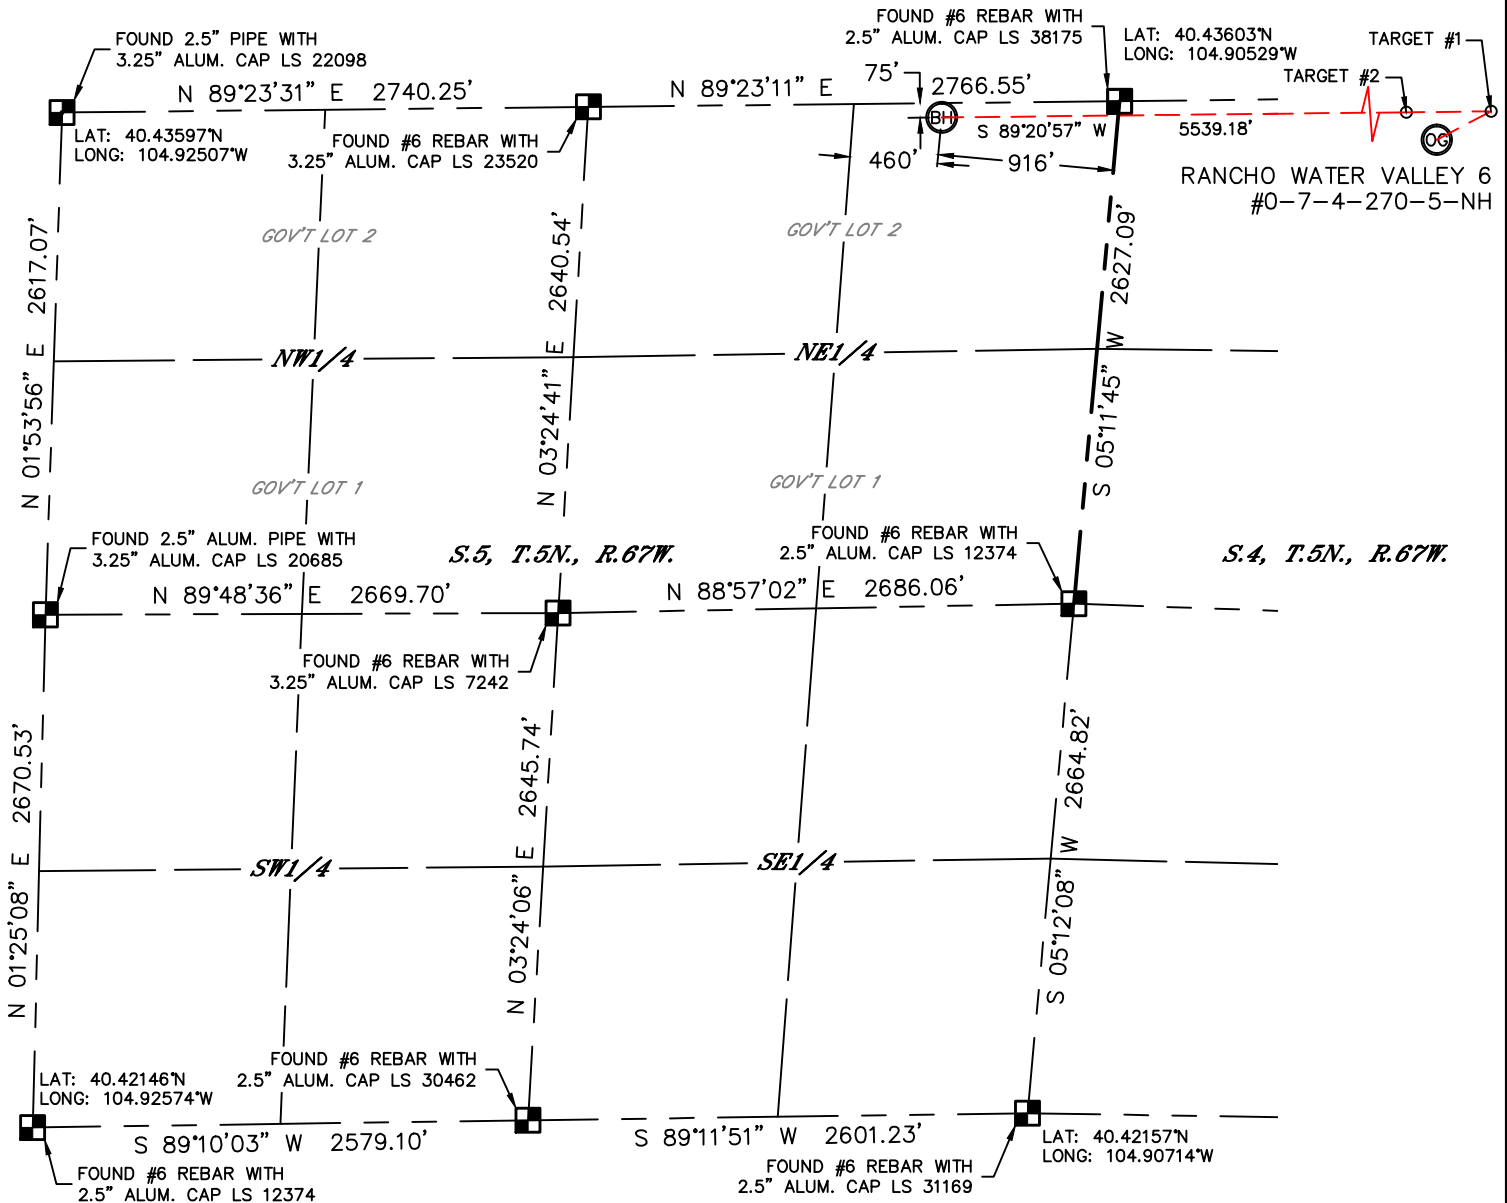 FOUND 2.5" PIPE WITH
3.25" ALUM. CAP LS 22098
N 89°23'31" E 2740.25'
LAT: 40.43597°N
LONG: 104.92507°W
FOUND #6 REBAR WITH
3.25" ALUM. CAP LS 23520
N 89°23'11" E 2766.55'
FOUND #6 REBAR WITH
2.5" ALUM. CAP LS 38175
LAT: 40.43603°N
LONG: 104.90529°W
TARGET #1
TARGET #2
75'
BH
S 89°20'57" W 5539.18'
OG
460'
916'
RANCHO WATER VALLEY 6
#0-7-4-270-5-NH
GOV'T LOT 2
GOV'T LOT 2
N 01°53'56" E 2617.07'
N 03°24'41" E 2640.54'
S 05°11'45" W 2627.09'
NW1/4
NE1/4
GOV'T LOT 1
GOV'T LOT 1
FOUND 2.5" ALUM. PIPE WITH
3.25" ALUM. CAP LS 20685
S.5, T.5N., R.67W.
FOUND #6 REBAR WITH
2.5" ALUM. CAP LS 12374
S.4, T.5N., R.67W.
N 89°48'36" E 2669.70'
N 88°57'02" E 2686.06'
FOUND #6 REBAR WITH
3.25" ALUM. CAP LS 7242
N 01°25'08" E 2670.53'
N 03°24'06" E 2645.74'
S 05°12'08" W 2664.82'
SW1/4
SE1/4
LAT: 40.42146°N
LONG: 104.92574°W
FOUND #6 REBAR WITH
2.5" ALUM. CAP LS 30462
S 89°10'03" W 2579.10'
S 89°11'51" W 2601.23'
LAT: 40.42157°N
LONG: 104.90714°W
FOUND #6 REBAR WITH
2.5" ALUM. CAP LS 12374
FOUND #6 REBAR WITH
2.5" ALUM. CAP LS 31169